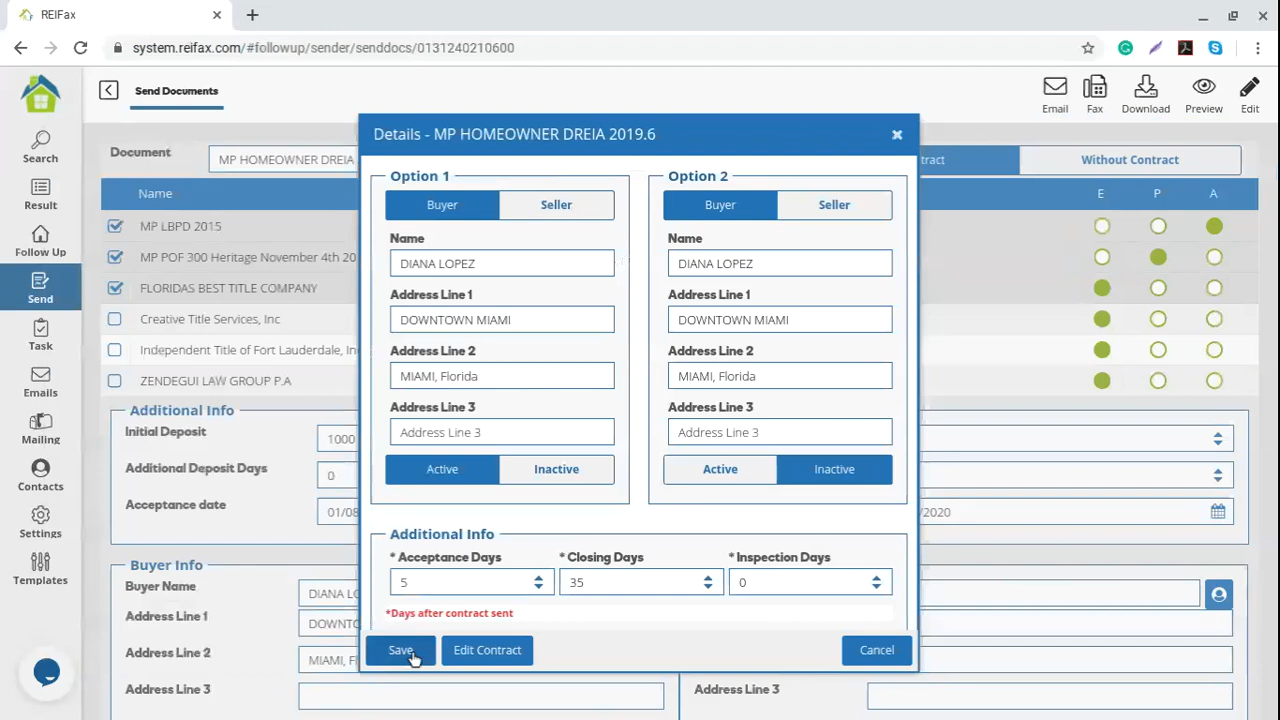 REIFax
system.reifax.com/#followup/sender/senddocs/0131240210600
Send Documents
Email
Fax
Download
Preview
Edit
Search
Result
Follow Up
Send
Task
Emails
Mailing
Contacts
Settings
Templates
Document
MP HOMEOWNER DREIA
Without Contract
Name
E
P
A
MP LBPD 2015
MP POF 300 Heritage November 4th 20
FLORIDAS BEST TITLE COMPANY
Creative Title Services, Inc
Independent Title of Fort Lauderdale, In
ZENDEGUI LAW GROUP P.A
Additional Info
Initial Deposit
1000
Additional Deposit Days
0
Acceptance date
01/08
/2020
Buyer Info
Buyer Name
DIANA LO
Address Line 1
DOWNTO
Address Line 2
MIAMI, F
Address Line 3
Address Line 3
Details - MP HOMEOWNER DREIA 2019.6
Option 1
Buyer
Seller
Name
DIANA LOPEZ
Address Line 1
DOWNTOWN MIAMI
Address Line 2
MIAMI, Florida
Address Line 3
Address Line 3
Active
Inactive
Option 2
Buyer
Seller
Name
DIANA LOPEZ
Address Line 1
DOWNTOWN MIAMI
Address Line 2
MIAMI, Florida
Address Line 3
Address Line 3
Active
Inactive
Additional Info
* Acceptance Days
* Closing Days
* Inspection Days
5
35
0
*Days after contract sent
Save
Edit Contract
Cancel